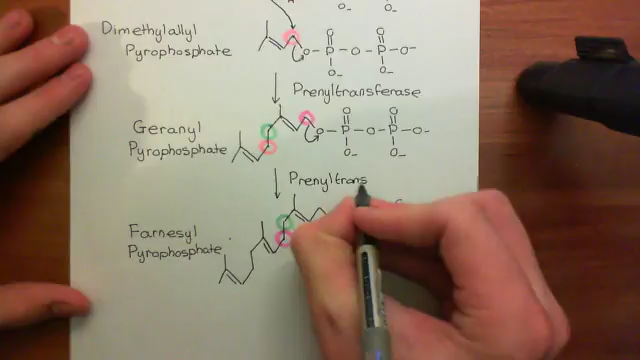 Dimethylallyl
Pyrophosphate
O-P-O-P-O-
O
O
O-
O-
Prenyltransferase
Geranyl
Pyrophosphate
O-P-O-P-O-
O
O
O-
O-
Prenyltrans
Farnesyl
Pyrophosphate